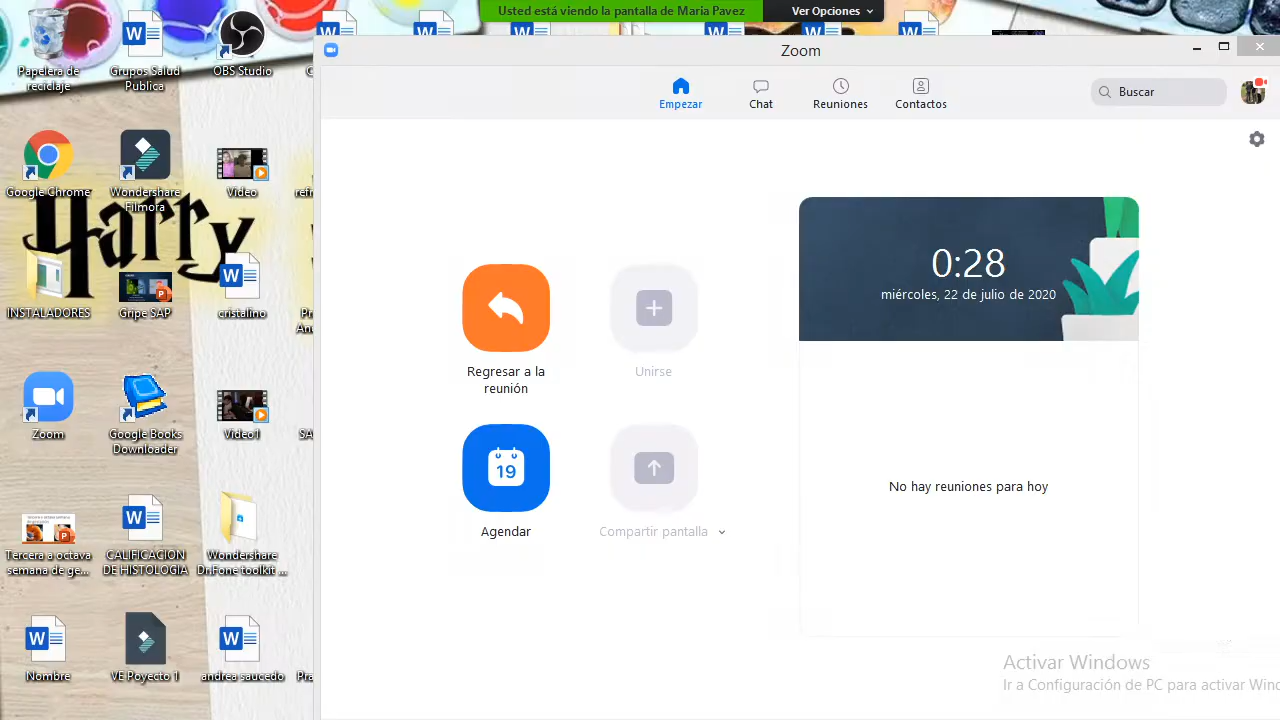 Usted está viendo la pantalla de Maria Pavez
Ver Opciones
Zoom
Empezar
Chat
Reuniones
Contactos
Buscar
0:28
miércoles, 22 de julio de 2020
No hay reuniones para hoy
Regresar a la
reunión
Unirse
19
Agendar
Compartir pantalla
Activar Windows
Ir a Configuración de PC para activar
Papelera de
reciclaje
Grupos Salud
Publica
OBS Studio
Google Chrome
Wondershare
Filmora
Video
Harry
INSTALADORES
Gripe SAP
cristalino
Zoom
Google Books
Downloader
Video1
Tercera a octava
semana de ge...
CALIFICACION
DE HISTOLOGIA
Wondershare
Dr.Fone toolkit ...
Nombre
VE Poyecto 1
andrea saucedo